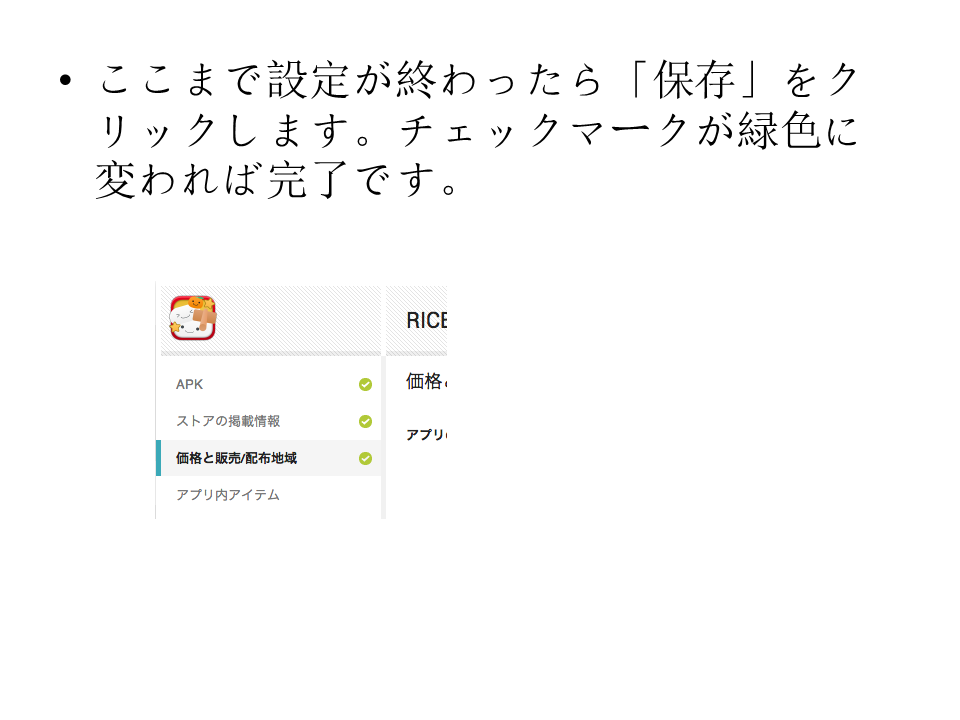 • ここまで設定が終わったら「保存」をク
リックします。チェックマークが緑色に
変われば完了です。
RICE
APK
価格と
ストアの掲載情報
アプリの
価格と販売/配布地域
アプリ内アイテム